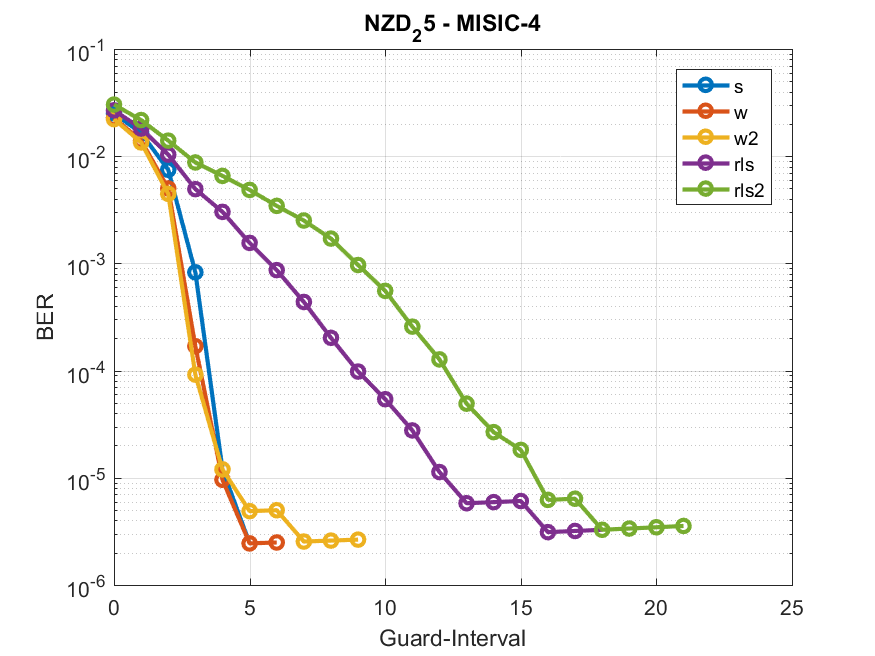 NZD₂5 - MISIC-4
10⁻¹
10⁻²
10⁻³
10⁻⁴
10⁻⁵
10⁻⁶
BER
s
w
w2
rls
rls2
0 5 10 15 20 25
Guard-Interval